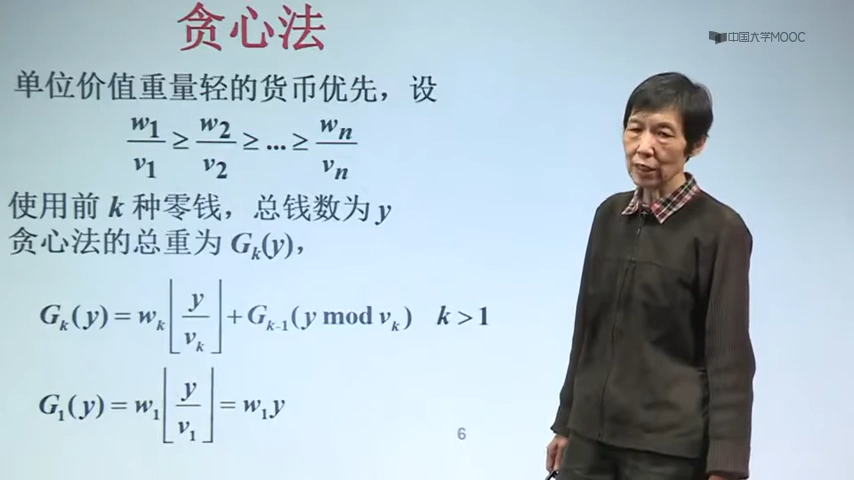 贪心法
中国大学MOOC
单位价值重量轻的货币优先，设
w₁/v₁ ≥ w₂/v₂ ≥ ... ≥ wₙ/vₙ
使用前 k 种零钱，总钱数为 y
贪心法的总重为 Gₖ(y)，
Gₖ(y) = wₖ⌊y/vₖ⌋ + Gₖ₋₁(y mod vₖ) k > 1
G₁(y) = w₁⌊y/v₁⌋ = w₁y
6